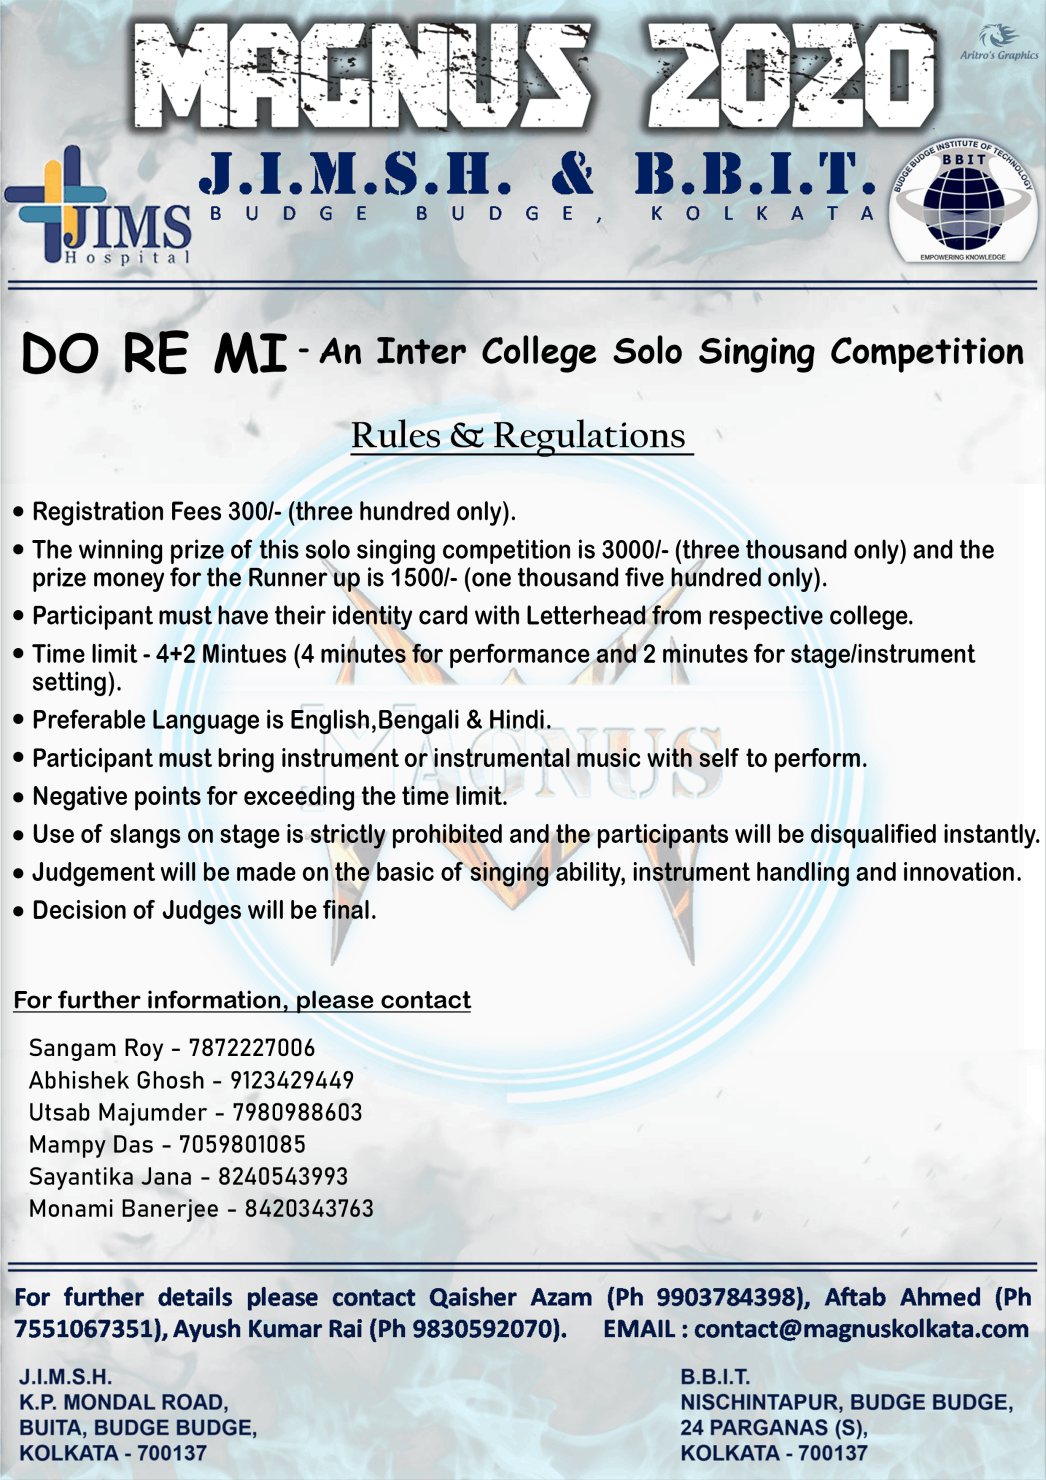 MAGNUS 2020
Aritro's Graphics
J.I.M.S.H. & B.B.I.T.
BUDGE BUDGE, KOLKATA
JIMS
Hospital
BUDGE BUDGE INSTITUTE OF TECHNOLOGY
BBIT
EMPOWERING KNOWLEDGE
DO RE MI - An Inter College Solo Singing Competition
Rules & Regulations
• Registration Fees 300/- (three hundred only).
• The winning prize of this solo singing competition is 3000/- (three thousand only) and the
prize money for the Runner up is 1500/- (one thousand five hundred only).
• Participant must have their identity card with Letterhead from respective college.
• Time limit - 4+2 Mintues (4 minutes for performance and 2 minutes for stage/instrument
setting).
• Preferable Language is English,Bengali & Hindi.
• Participant must bring instrument or instrumental music with self to perform.
MAGNUS
• Negative points for exceeding the time limit.
• Use of slangs on stage is strictly prohibited and the participants will be disqualified instantly.
• Judgement will be made on the basic of singing ability, instrument handling and innovation.
• Decision of Judges will be final.
For further information, please contact
Sangam Roy - 7872227006
Abhishek Ghosh - 9123429449
Utsab Majumder - 7980988603
Mampy Das - 7059801085
Sayantika Jana - 8240543993
Monami Banerjee - 8420343763
For further details please contact Qaisher Azam (Ph 9903784398), Aftab Ahmed (Ph
7551067351), Ayush Kumar Rai (Ph 9830592070). EMAIL : contact@magnuskolkata.com
J.I.M.S.H.
K.P. MONDAL ROAD,
BUITA, BUDGE BUDGE,
KOLKATA - 700137
B.B.I.T.
NISCHINTAPUR, BUDGE BUDGE,
24 PARGANAS (S),
KOLKATA - 700137